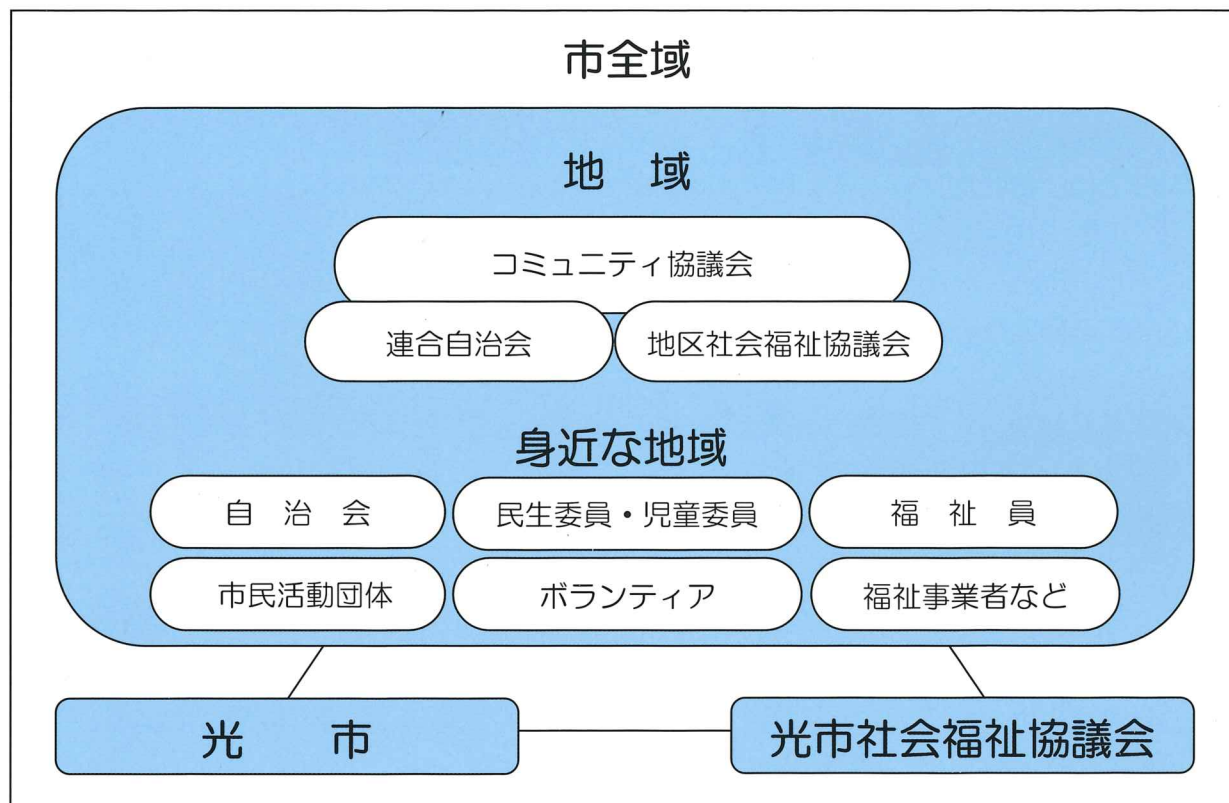 市全域
地　域
コミュニティ協議会
連合自治会　地区社会福祉協議会
身近な地域
自　治　会　民生委員・児童委員　福　祉　員
市民活動団体　ボランティア　福祉事業者など
光　　市　光市社会福祉協議会